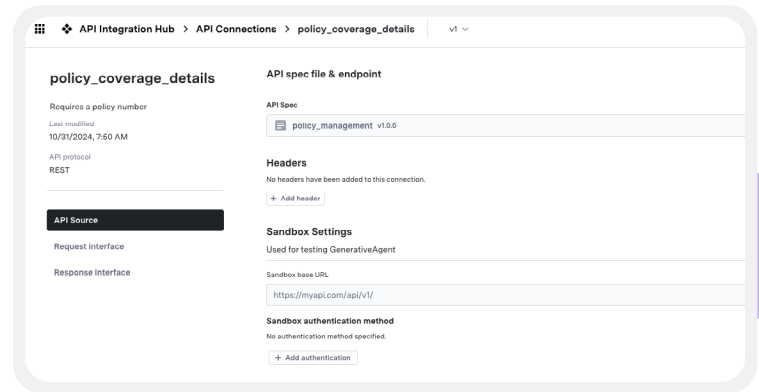 API Integration Hub > API Connections > policy_coverage_details v1
policy_coverage_details
Requires a policy number
Last modified
10/31/2024, 7:50 AM
API protocol
REST
API Source
Request interface
Response interface
API spec file & endpoint
API Spec
policy_management v1.0.0
Headers
No headers have been added to this connection.
+ Add header
Sandbox Settings
Used for testing GenerativeAgent
Sandbox base URL
https://myapi.com/api/v1/
Sandbox authentication method
No authentication method specified.
+ Add authentication